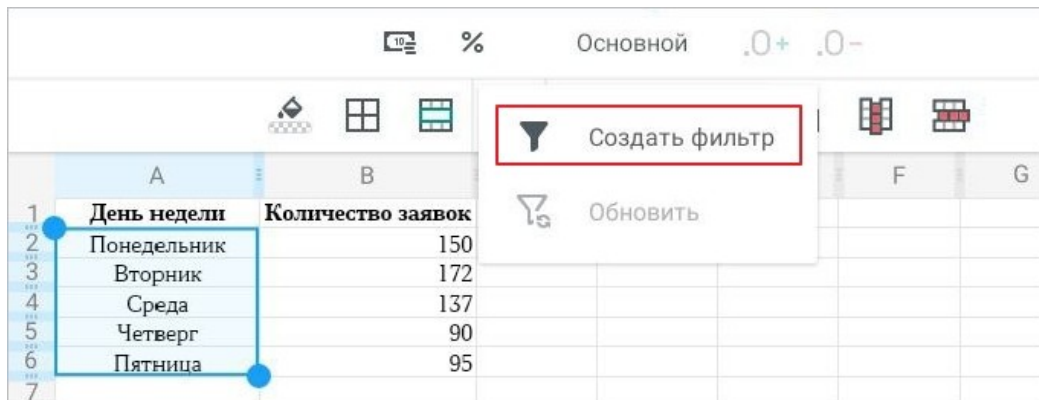 10 % Основной .0+ .0-
Создать фильтр
A B F G
1 День недели Количество заявок
Обновить
2 Понедельник 150
3 Вторник 172
4 Среда 137
5 Четверг 90
6 Пятница 95
7